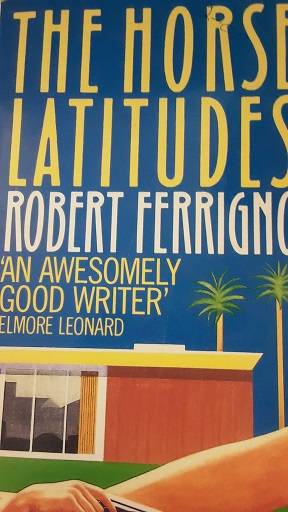 THE HORSE
LATITUDES
ROBERT FERRIGNO
'AN AWESOMELY
GOOD WRITER'
ELMORE LEONARD